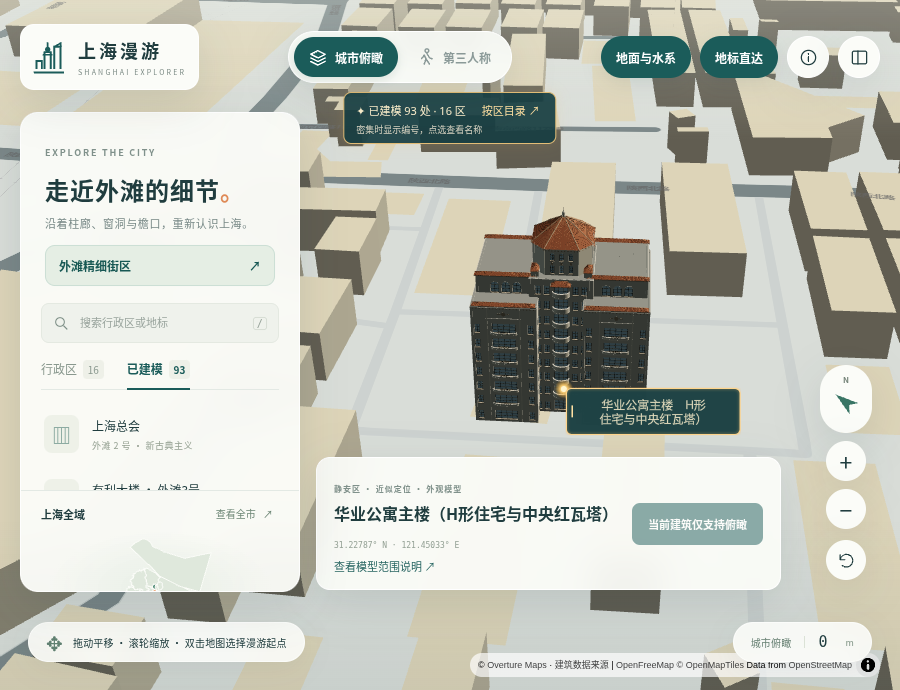 上海漫游
SHANGHAI EXPLORER
城市俯瞰
第三人称
地面与水系
地标直达
✦ 已建模 93 处 · 16 区 按区目录 ↗
密集时显示编号，点选查看名称
EXPLORE THE CITY
走近外滩的细节。
沿着柱廊、窗洞与檐口，重新认识上海。
外滩精细街区 ↗
搜索行政区或地标 /
行政区 16 已建模 93
上海总会
外滩 2 号 · 新古典主义
有利大楼 · 外滩3号
上海全域 查看全市 ↗
华业公寓主楼（H形
住宅与中央红瓦塔）
N
静安区 · 近似定位 · 外观模型
华业公寓主楼（H形住宅与中央红瓦塔）
当前建筑仅支持俯瞰
31.22787° N · 121.45033° E
查看模型范围说明 ↗
拖动平移 · 滚轮缩放 · 双击地图选择漫游起点
城市俯瞰 0 m
© Overture Maps · 建筑数据来源 | OpenFreeMap © OpenMapTiles Data from OpenStreetMap